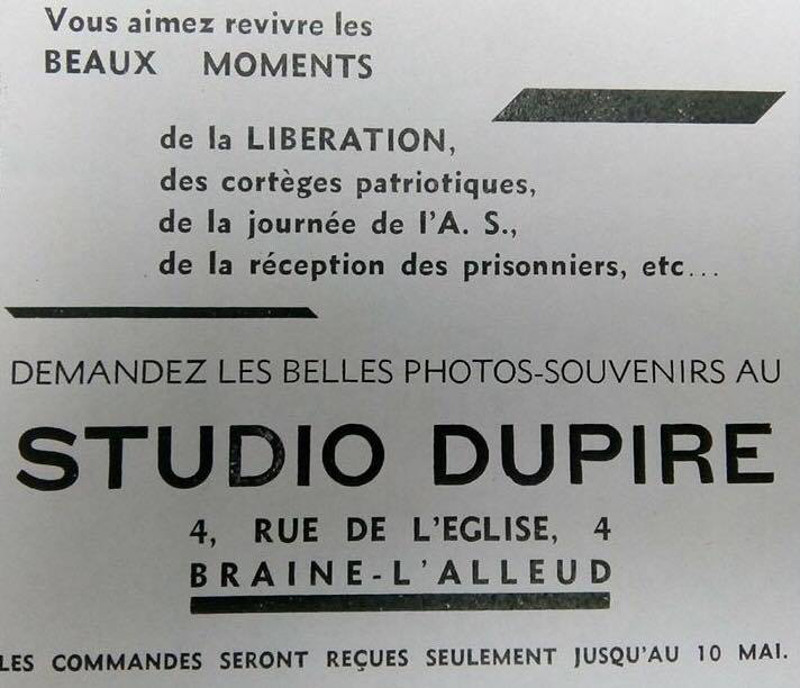 Vous aimez revivre les
BEAUX MOMENTS
de la LIBERATION,
des cortèges patriotiques,
de la journée de l'A. S.,
de la réception des prisonniers, etc...
DEMANDEZ LES BELLES PHOTOS-SOUVENIRS AU
STUDIO DUPIRE
4, RUE DE L'EGLISE, 4
BRAINE-L'ALLEUD
LES COMMANDES SERONT REÇUES SEULEMENT JUSQU'AU 10 MAI.